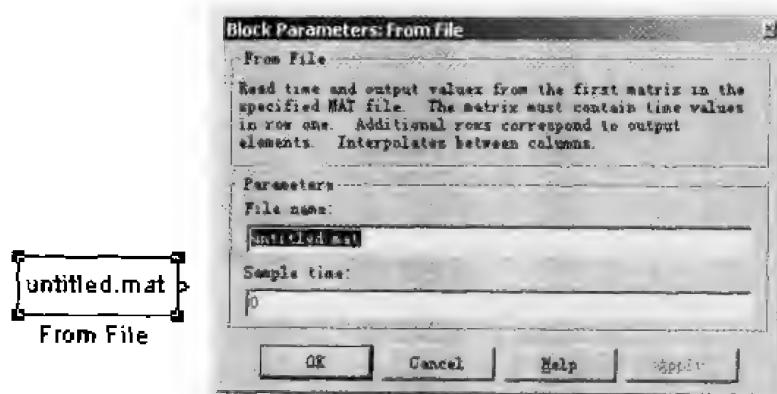 Block Parameters: From File
From File
Read time and output values from the first matrix in the
specified MAT file. The matrix must contain time values
in row one. Additional rows correspond to output
elements. Interpolates between columns.
Parameters
File name:
untitled.mat
Sample time:
0
OK Cancel Help Apply
untitled.mat
From File